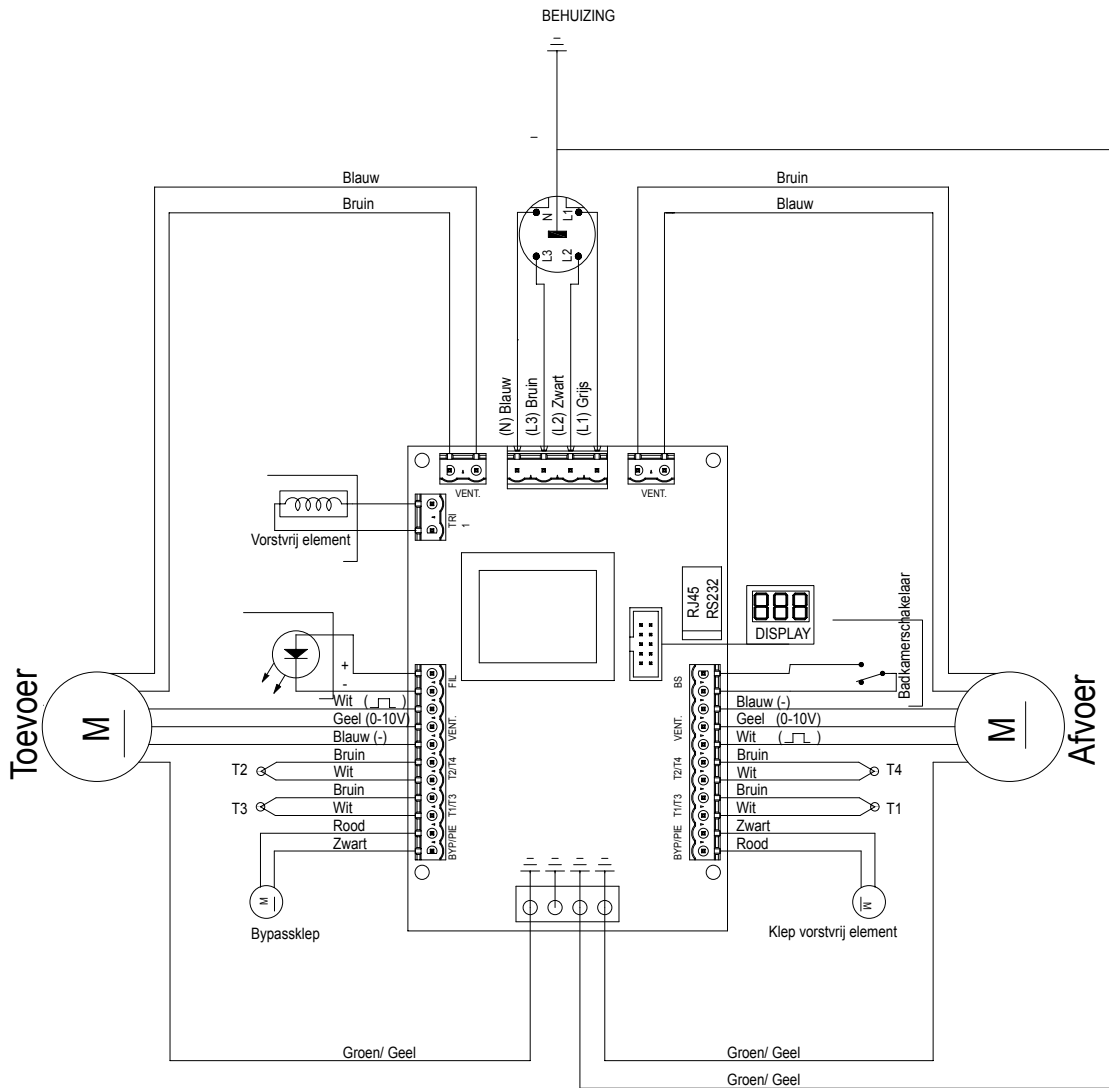 BEHUIZING
Blauw
Bruin
Bruin
Blauw
N
L1
L3
L2
(N) Blauw
(L3) Bruin
(L2) Zwart
(L1) Grijs
VENT.
VENT.
TRI
1
Vorstvrij element
RJ45
RS232
DISPLAY
Badkamerschakelaar
Toevoer
M
Afvoer
M
+
-
FIL
BS
Wit ( )
Geel (0-10V)
Blauw (-)
VENT.
Blauw (-)
Geel (0-10V)
Wit ( )
VENT.
T2
Bruin
Wit
T2/T4
T2/T4
Bruin
Wit
T4
T3
Bruin
Wit
T1/T3
T1/T3
Bruin
Wit
T1
Rood
Zwart
BYP/PIE
BYP/PIE
Zwart
Rood
M
Bypassklep
M
Klep vorstvrij element
Groen/ Geel
Groen/ Geel
Groen/ Geel